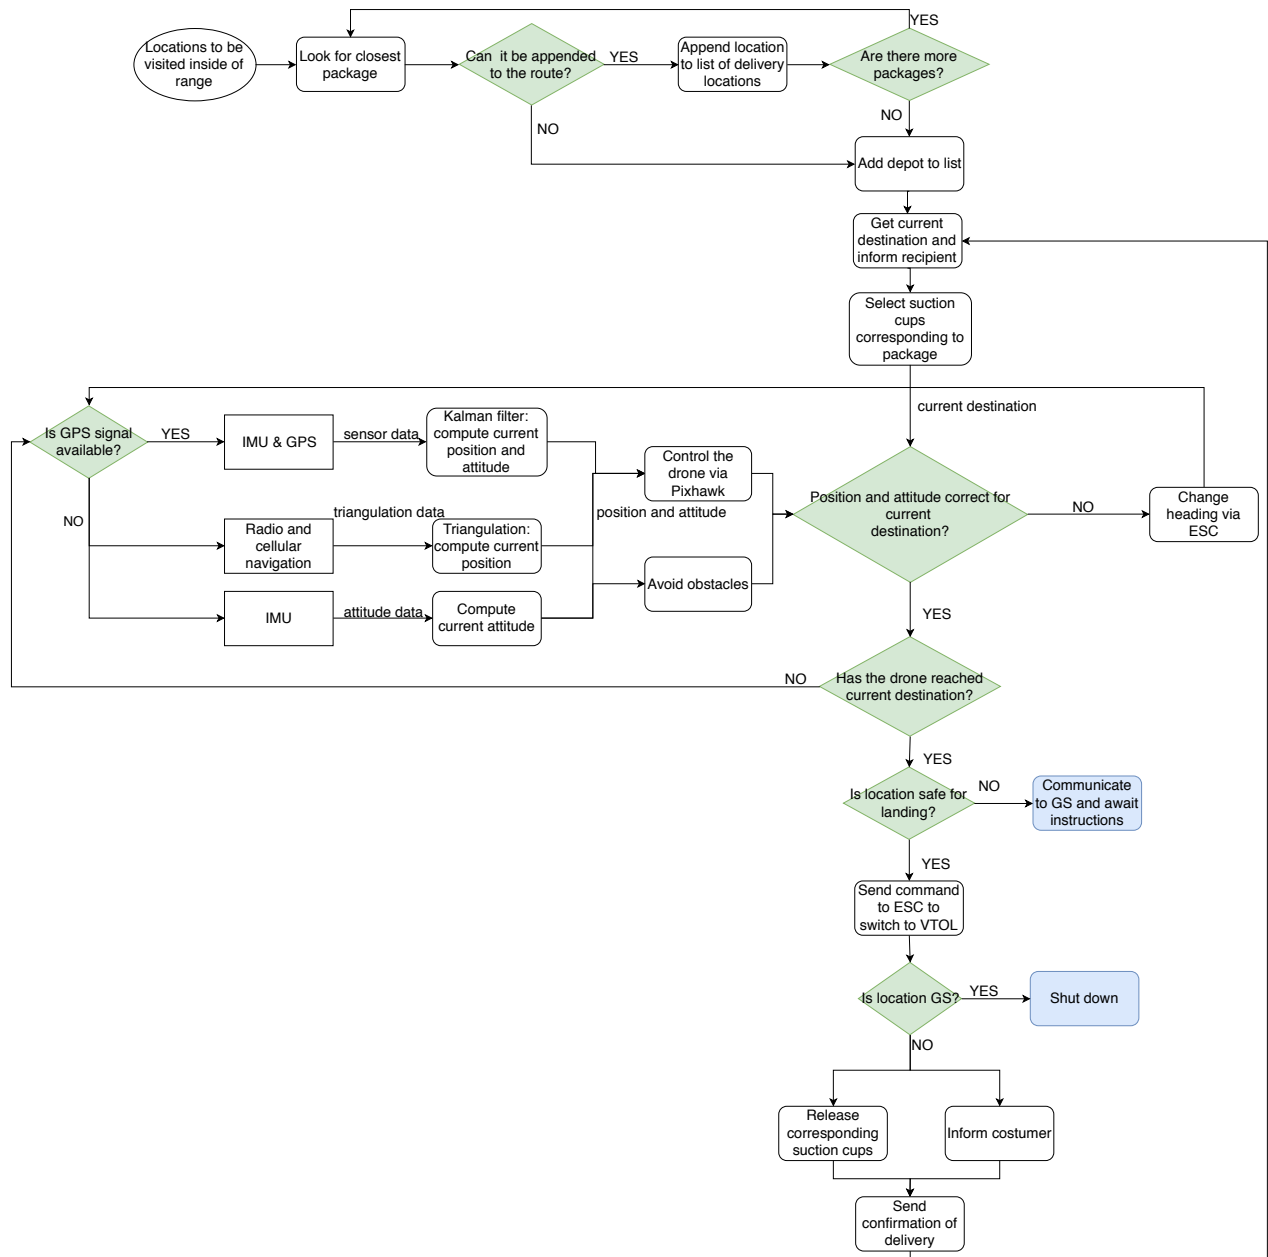 YES
Locations to be
visited inside of
range
Look for closest
package
Can it be appended
to the route?
YES
Append location
to list of delivery
locations
Are there more
packages?
NO
NO
Add depot to list
Get current
destination and
inform recipient
Select suction
cups
corresponding to
package
current destination
Is GPS signal
available?
YES
IMU & GPS
sensor data
Kalman filter:
compute current
position and
attitude
Control the
drone via
Pixhawk
Position and attitude correct for
current
destination?
NO
Change
heading via
ESC
NO
Radio and
cellular
navigation
triangulation data
Triangulation:
compute current
position
position and attitude
Avoid obstacles
IMU
attitude data
Compute
current attitude
YES
NO
Has the drone reached
current destination?
YES
Is location safe for
landing?
NO
Communicate
to GS and await
instructions
YES
Send command
to ESC to
switch to VTOL
Is location GS?
YES
Shut down
NO
Release
corresponding
suction cups
Inform costumer
Send
confirmation of
delivery